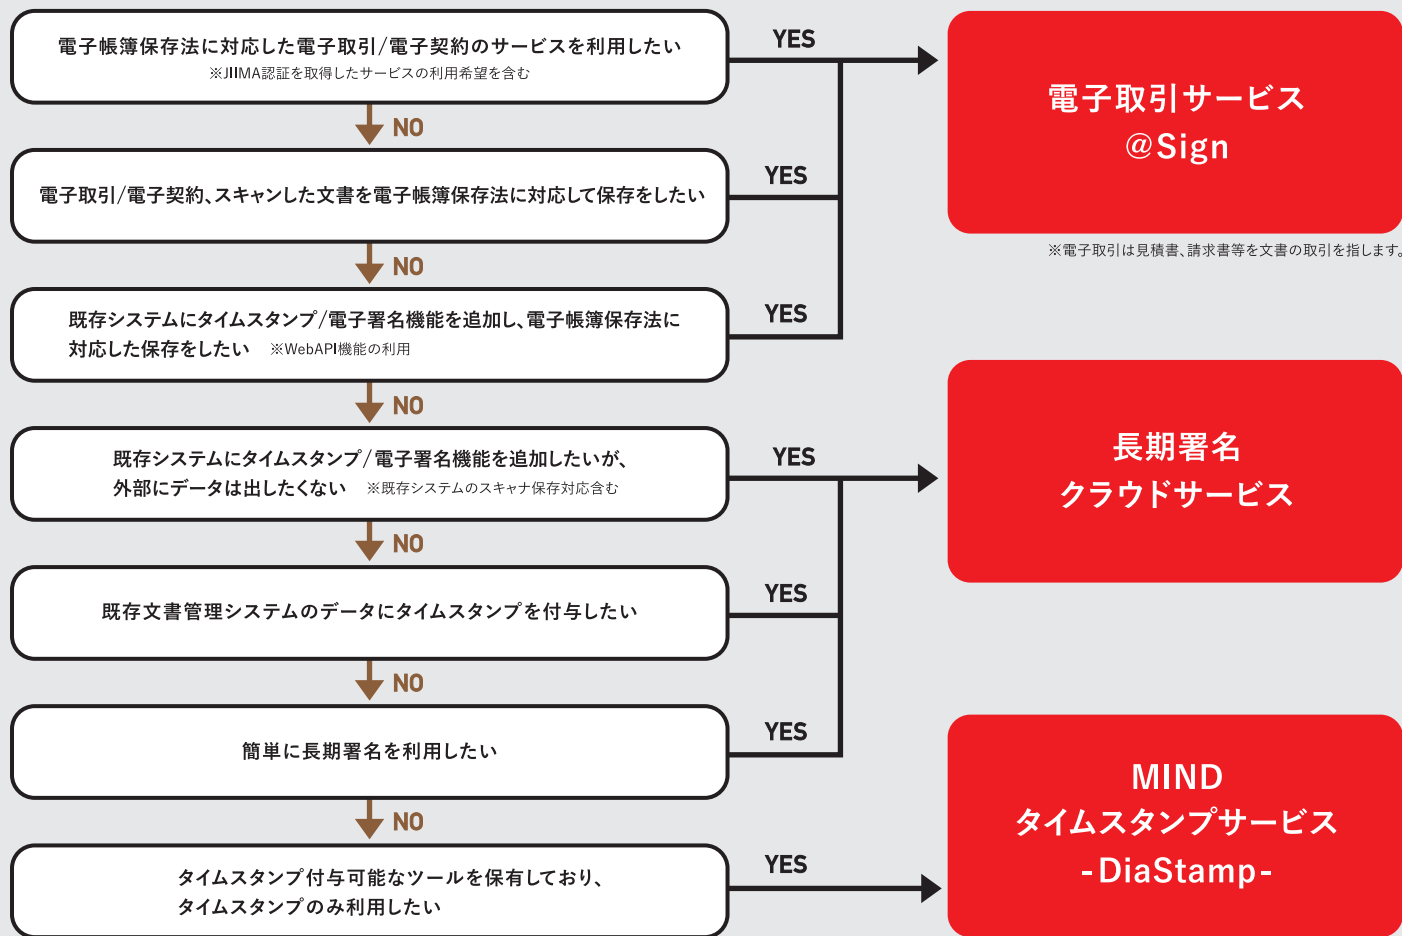 電子帳簿保存法に対応した電子取引/電子契約のサービスを利用したい
※JIIMA認証を取得したサービスの利用希望を含む
YES
電子取引サービス
@Sign
※電子取引は見積書、請求書等を文書の取引を指します。
NO
電子取引/電子契約、スキャンした文書を電子帳簿保存法に対応して保存をしたい
YES
NO
既存システムにタイムスタンプ/電子署名機能を追加し、電子帳簿保存法に
対応した保存をしたい ※WebAPI機能の利用
YES
NO
既存システムにタイムスタンプ/電子署名機能を追加したいが、
外部にデータは出したくない ※既存システムのスキャナ保存対応含む
YES
長期署名
クラウドサービス
NO
既存文書管理システムのデータにタイムスタンプを付与したい
YES
NO
簡単に長期署名を利用したい
YES
NO
タイムスタンプ付与可能なツールを保有しており、
タイムスタンプのみ利用したい
YES
MIND
タイムスタンプサービス
-DiaStamp-